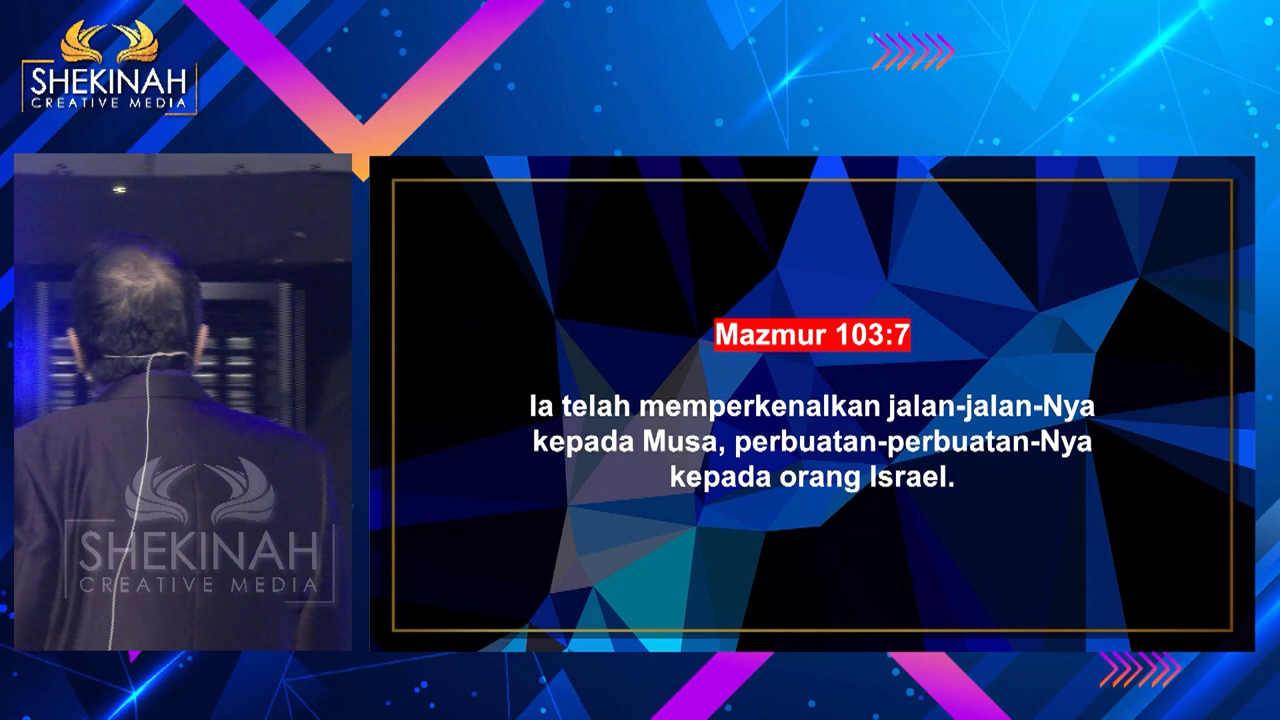 SHEKINAH
CREATIVE MEDIA
Mazmur 103:7
Ia telah memperkenalkan jalan-jalan-Nya
kepada Musa, perbuatan-perbuatan-Nya
kepada orang Israel.
SHEKINAH
CREATIVE MEDIA